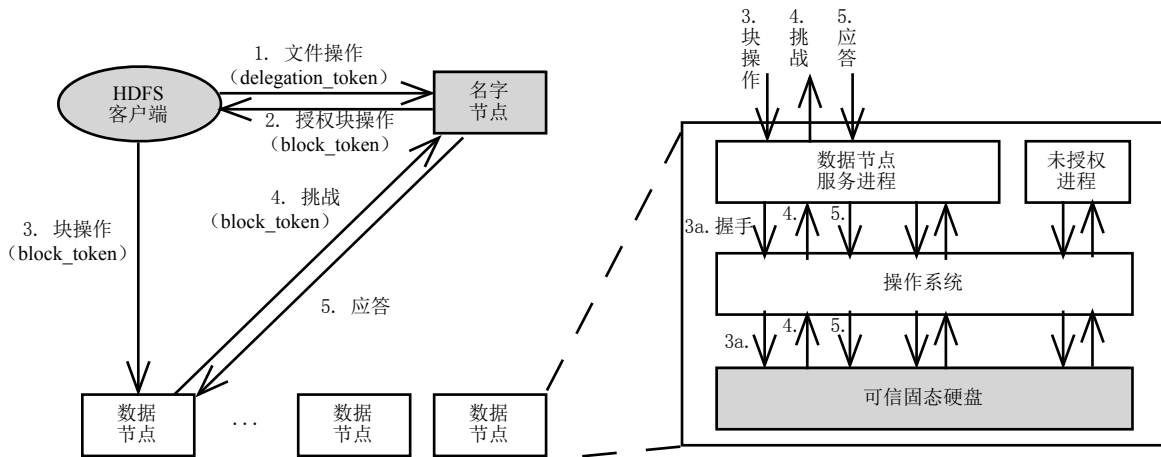 1. 文件操作
（delegation_token）
HDFS
客户端
名字
节点
2. 授权块操作
（block_token）
4. 挑战
（block_token）
3. 块操作
（block_token）
5. 应答
数据
节点
...
数据
节点
数据
节点
3.块操作
4.挑战
5.应答
数据节点
服务进程
未授权
进程
3a.握手
4.
5.
操作系统
3a.
4.
5.
可信固态硬盘